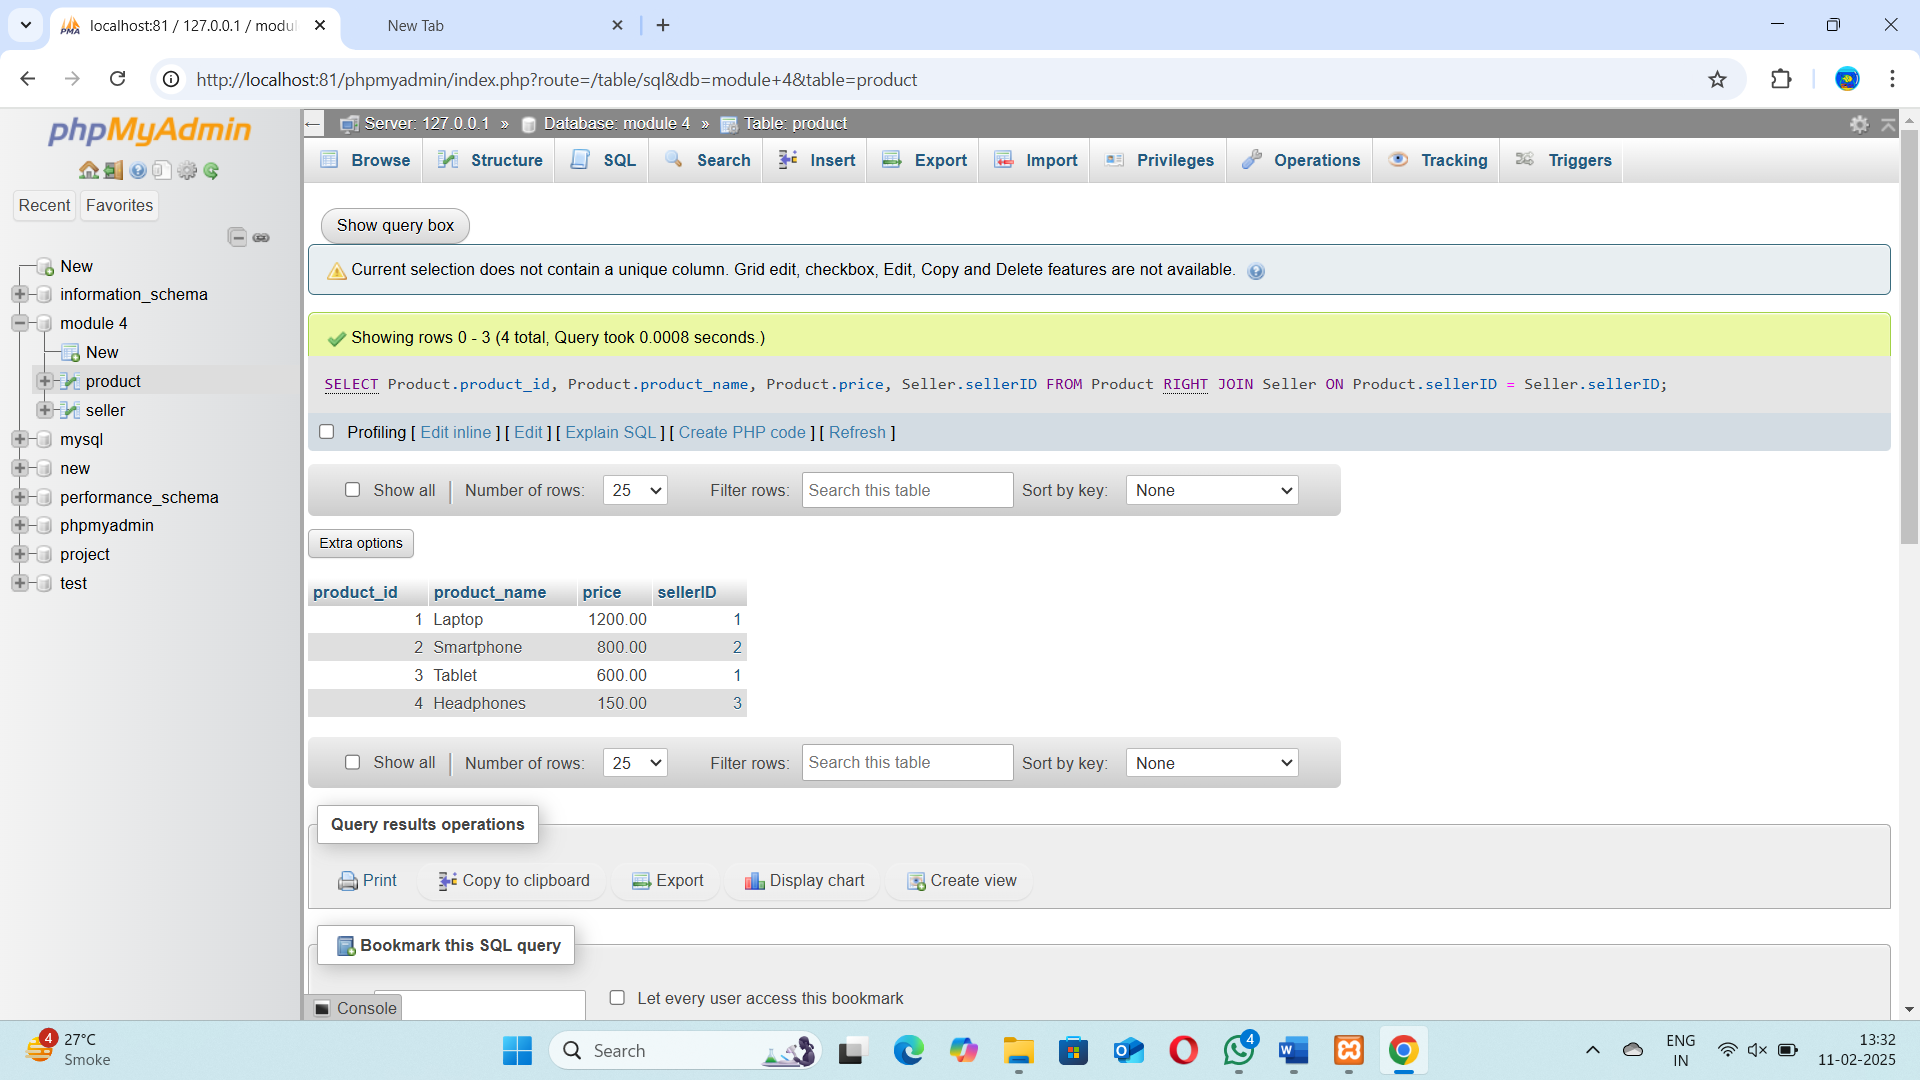 localhost:81 / 127.0.0.1 / modul
New Tab
http://localhost:81/phpmyadmin/index.php?route=/table/sql&db=module+4&table=product
phpMyAdmin
Recent Favorites
New
information_schema
module 4
New
product
seller
mysql
new
performance_schema
phpmyadmin
project
test
Server: 127.0.0.1 » Database: module 4 » Table: product
Browse Structure SQL Search Insert Export Import Privileges Operations Tracking Triggers
Show query box
Current selection does not contain a unique column. Grid edit, checkbox, Edit, Copy and Delete features are not available.
Showing rows 0 - 3 (4 total, Query took 0.0008 seconds.)
SELECT Product.product_id, Product.product_name, Product.price, Seller.sellerID FROM Product RIGHT JOIN Seller ON Product.sellerID = Seller.sellerID;
Profiling [ Edit inline ] [ Edit ] [ Explain SQL ] [ Create PHP code ] [ Refresh ]
Show all | Number of rows: 25 Filter rows: Search this table Sort by key: None
Extra options
product_id product_name price sellerID
1 Laptop 1200.00 1
2 Smartphone 800.00 2
3 Tablet 600.00 1
4 Headphones 150.00 3
Show all | Number of rows: 25 Filter rows: Search this table Sort by key: None
Query results operations
Print Copy to clipboard Export Display chart Create view
Bookmark this SQL query
Let every user access this bookmark
Console
4 27°C
Smoke
Search
4
ENG
IN
13:32
11-02-2025